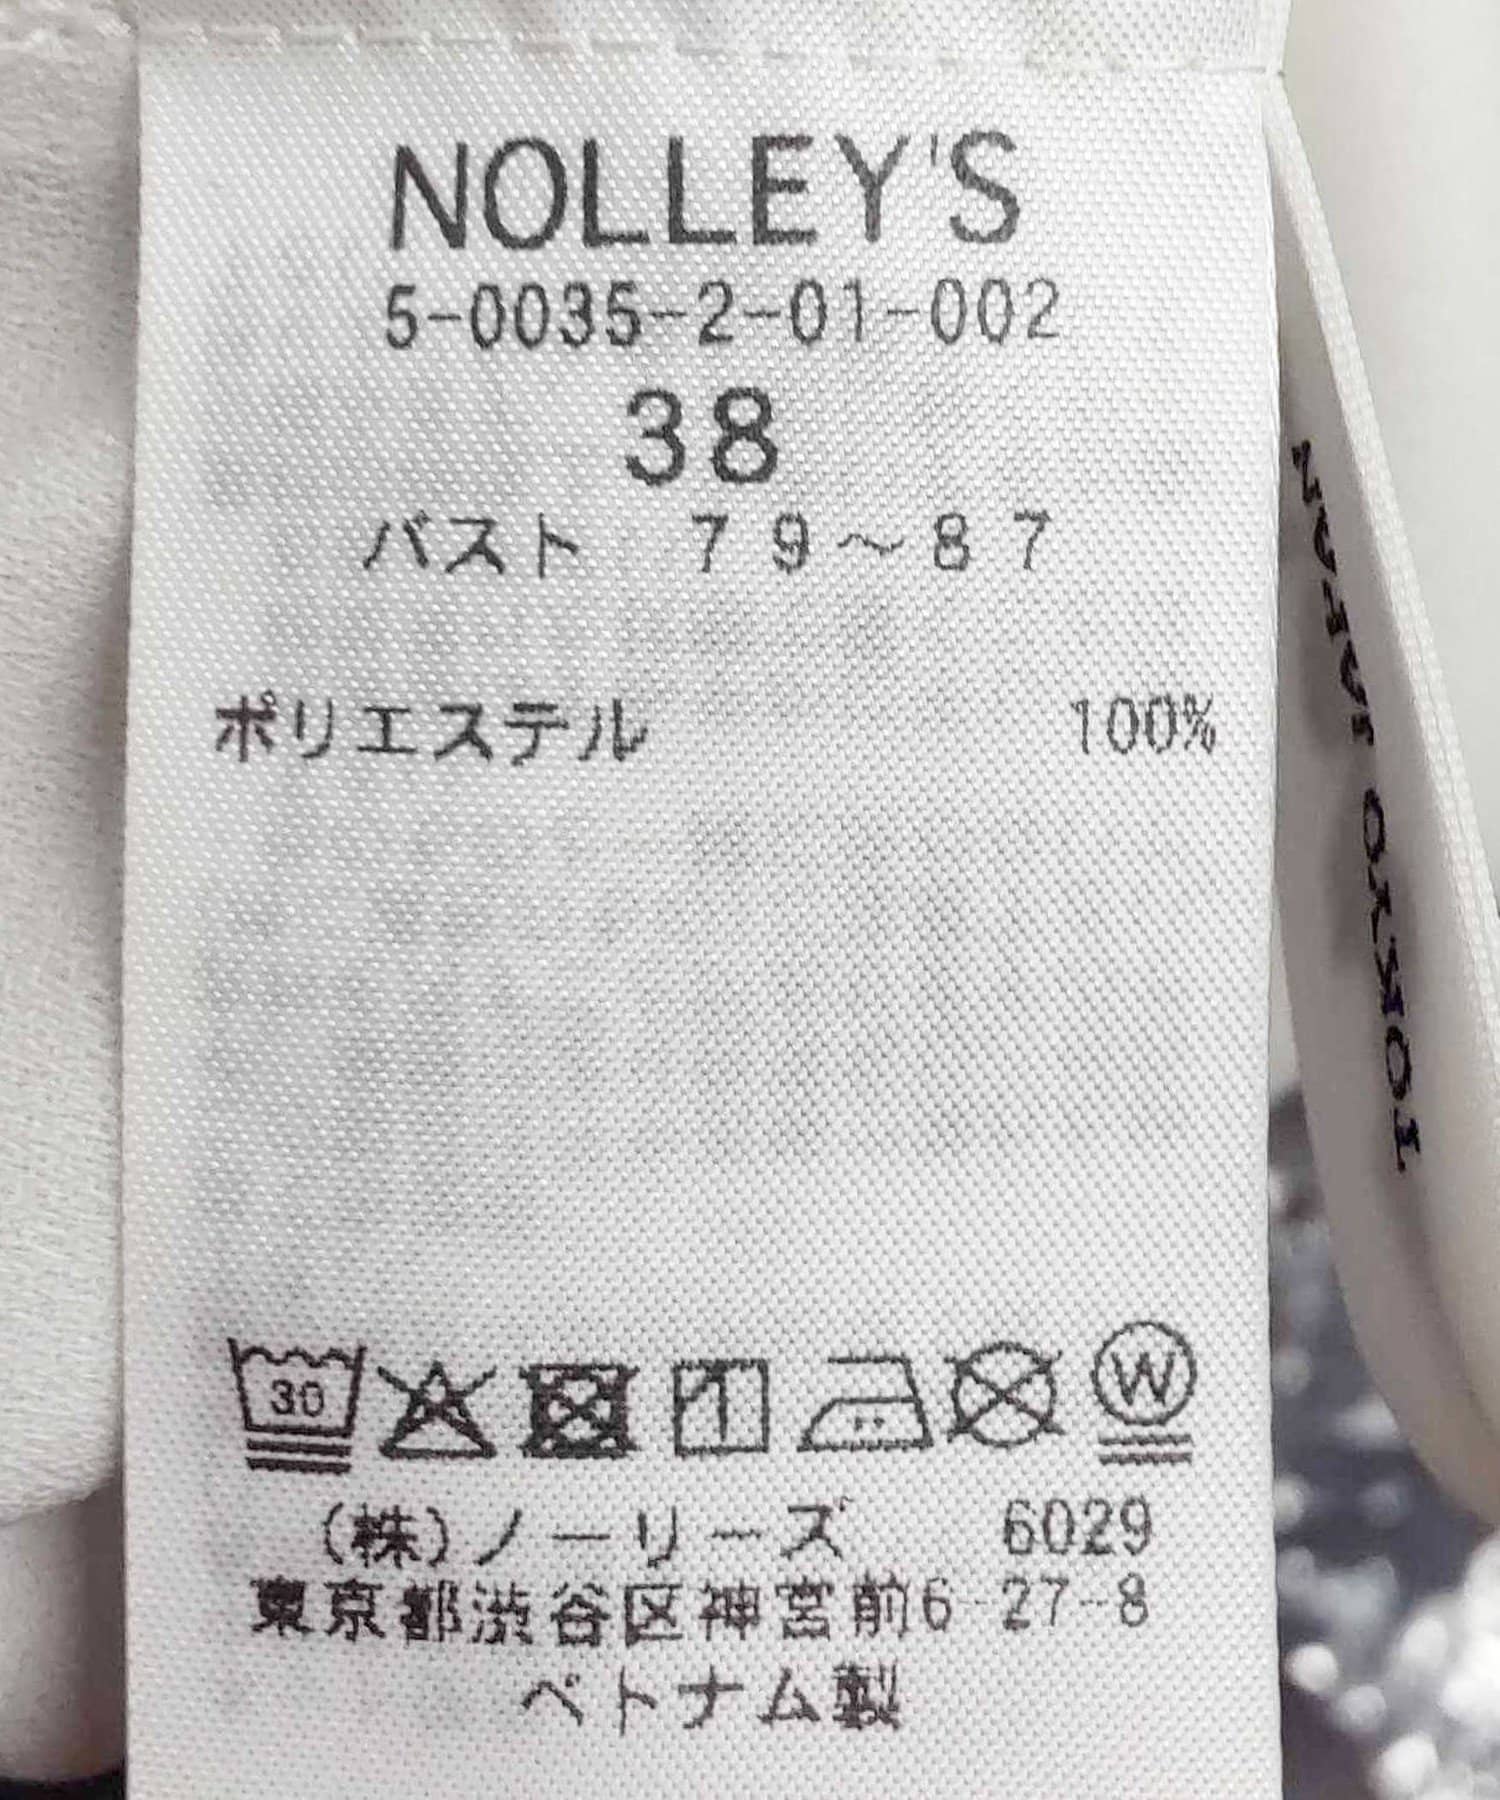 NOLLEY'S
5-0035-2-01-002
38
バスト 79～87
ポリエステル 100%
30
1
W
(株)ノーリーズ 6029
東京都渋谷区神宮前6-27-8
ベトナム製